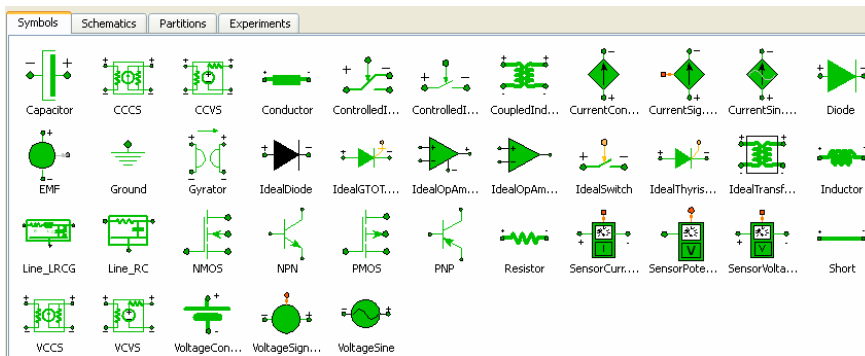 Symbols Schematics Partitions Experiments
Capacitor CCCS CCVS Conductor ControlledI... ControlledI... CoupledInd... CurrentCon... CurrentSig... CurrentSin... Diode
EMF Ground Gyrator IdealDiode IdealGTOT... IdealOpAm... IdealOpAm... IdealSwitch IdealThyris... IdealTransf... Inductor
Line_LRCG Line_RC NMOS NPN PMOS PNP Resistor SensorCurr... SensorPote... SensorVolta... Short
I V V
VCCS VCVS VoltageCon... VoltageSign... VoltageSine